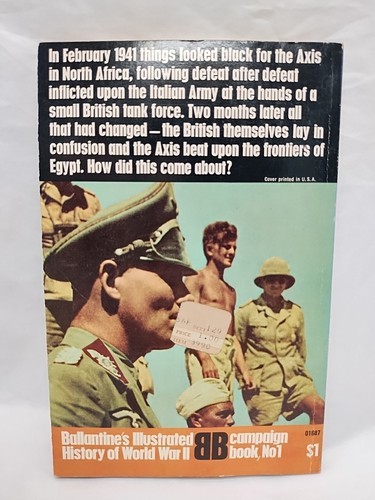 In February 1941 things looked black for the Axis
in North Africa, following defeat after defeat
inflicted upon the Italian Army at the hands of a
small British tank force. Two months later all
that had changed—the British themselves lay in
confusion and the Axis beat upon the frontiers of
Egypt. How did this come about?
Cover printed in U.S.A.
Ballantine's Illustrated
History of World War II
BB
campaign
book, No1
01687
$1